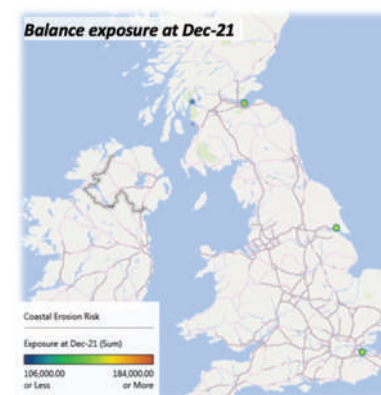 Balance exposure at Dec-21
Coastal Erosion Risk
Exposure at Dec-21 (Sum)
106,000.00 184,000.00
or Less or More